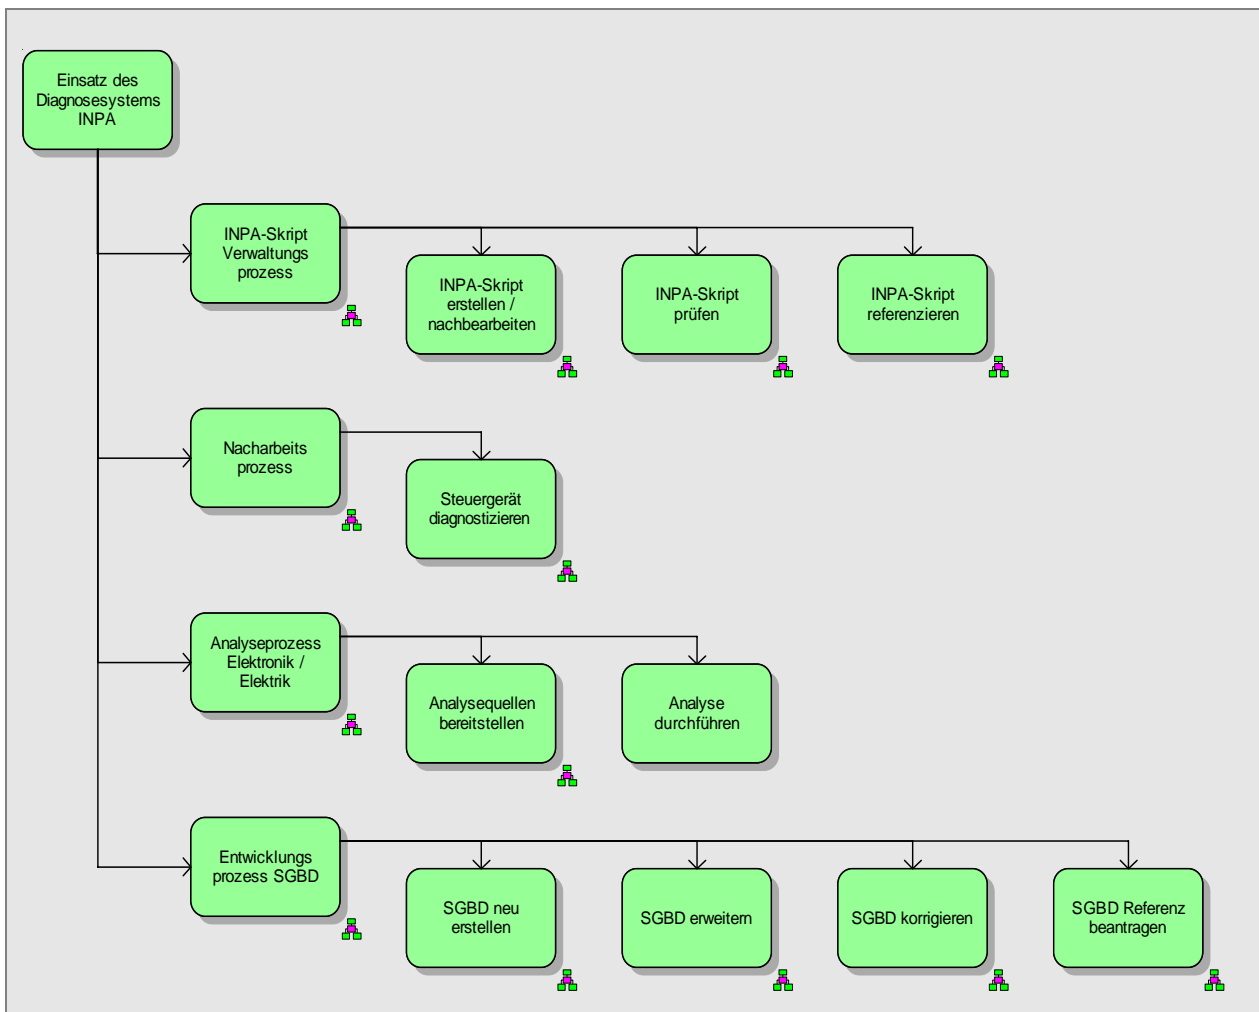 Einsatz des
Diagnosesystems
INPA
INPA-Skript
Verwaltungs
prozess
INPA-Skript
erstellen /
nachbearbeiten
INPA-Skript
prüfen
INPA-Skript
referenzieren
Nacharbeits
prozess
Steuergerät
diagnostizieren
Analyseprozess
Elektronik /
Elektrik
Analysequellen
bereitstellen
Analyse
durchführen
Entwicklungs
prozess SGBD
SGBD neu
erstellen
SGBD erweitern
SGBD korrigieren
SGBD Referenz
beantragen